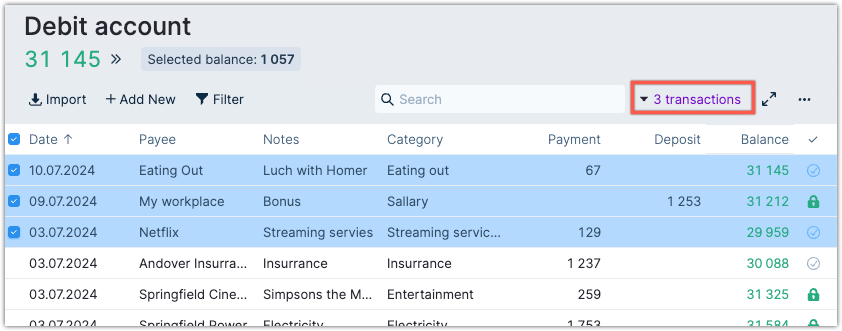 Debit account
31 145 »
Selected balance: 1 057
Import + Add New Filter Search 3 transactions ...
Date ↑ Payee Notes Category Payment Deposit Balance
10.07.2024 Eating Out Luch with Homer Eating out 67 31 145
09.07.2024 My workplace Bonus Sallary 1 253 31 212
03.07.2024 Netflix Streaming servies Streaming servic... 129 29 959
03.07.2024 Andover Insurra... Insurrance Insurrance 1 237 30 088
03.07.2024 Springfield Cine... Simpsons the M... Entertainment 259 31 325
03.07.2024 Springfield Power Electricity Electricity 1 753 31 584